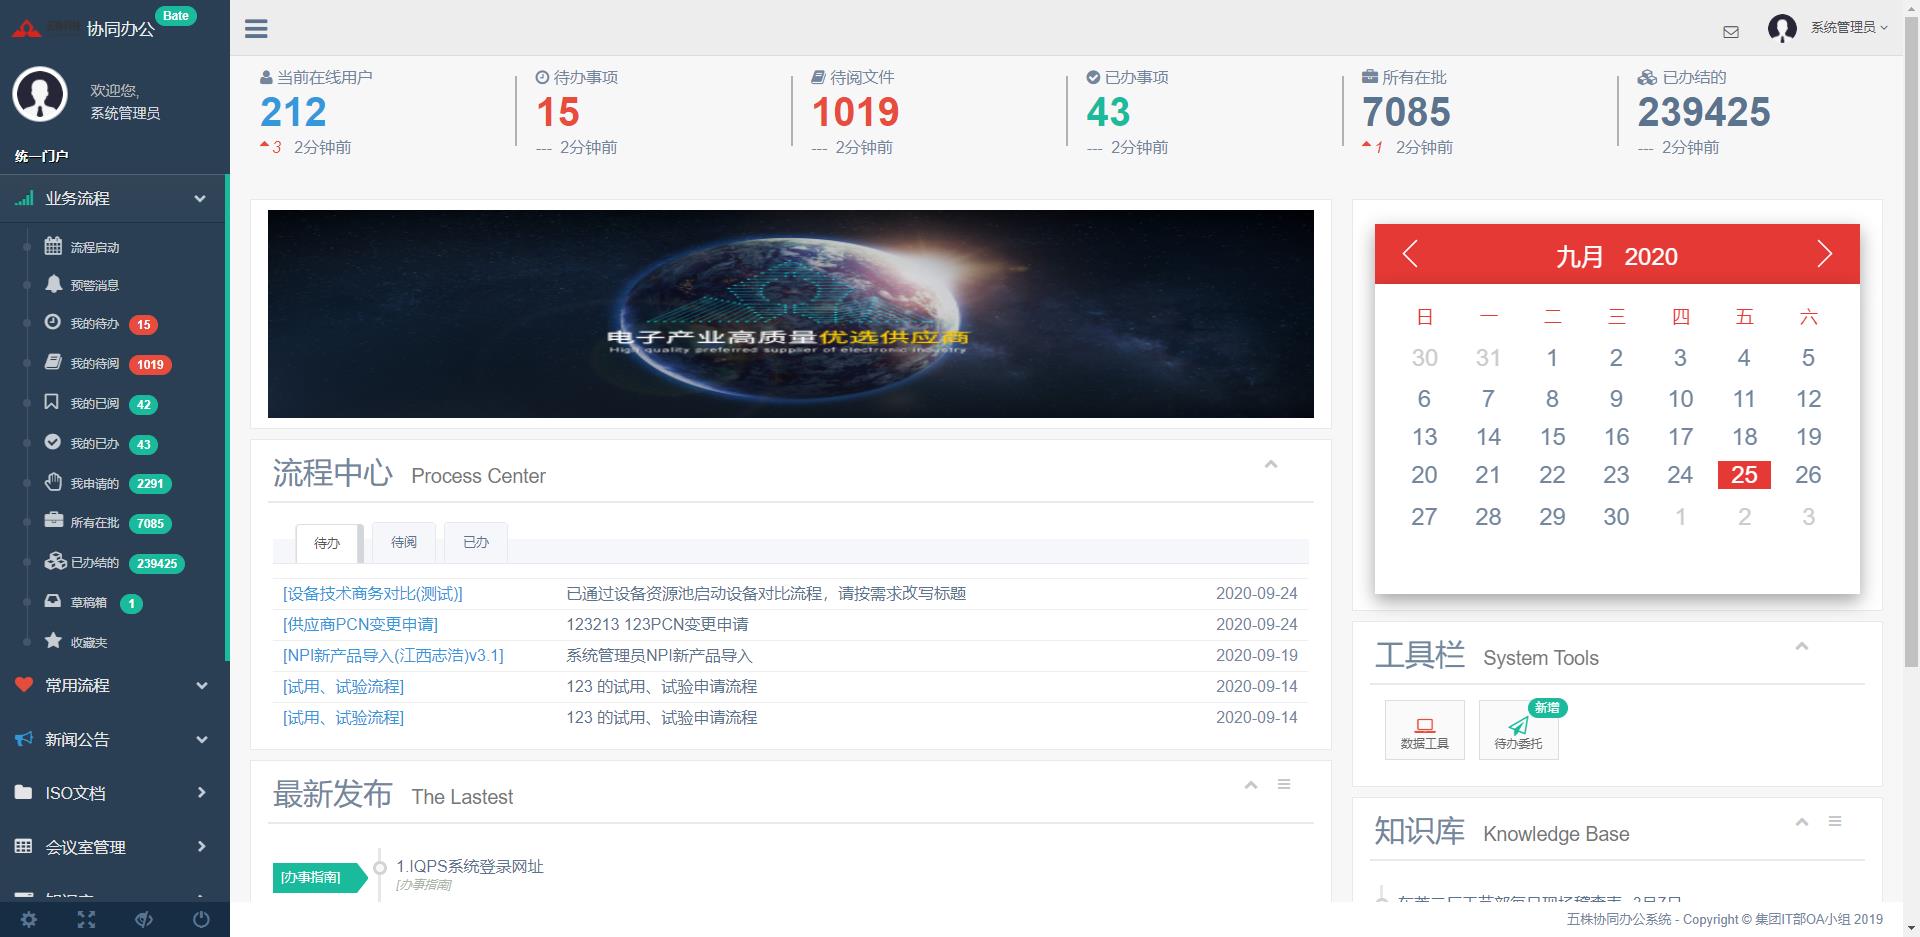 协同办公
Bate
欢迎您,
系统管理员
统一门户
业务流程
流程启动
预警消息
我的待办 15
我的待阅 1019
我的已阅 42
我的已办 43
我申请的 2291
所有在批 7085
已办结的 239425
草稿箱 1
收藏夹
常用流程
新闻公告
ISO文档
会议室管理
系统管理员
当前在线用户
212
3 2分钟前
待办事项
15
--- 2分钟前
待阅文件
1019
--- 2分钟前
已办事项
43
--- 2分钟前
所有在批
7085
1 2分钟前
已办结的
239425
--- 2分钟前
电子产业高质量优选供应商
High quality preferred supplier of electronic industry
流程中心 Process Center
待办 待阅 已办
[设备技术商务对比(测试)] 已通过设备资源池启动设备对比流程，请按需求改写标题 2020-09-24
[供应商PCN变更申请] 123213 123PCN变更申请 2020-09-24
[NPI新产品导入(江西志浩)v3.1] 系统管理员NPI新产品导入 2020-09-19
[试用、试验流程] 123 的试用、试验申请流程 2020-09-14
[试用、试验流程] 123 的试用、试验申请流程 2020-09-14
最新发布 The Lastest
[办事指南]
1.IQPS系统登录网址
[办事指南]
九月 2020
日 一 二 三 四 五 六
30 31 1 2 3 4 5
6 7 8 9 10 11 12
13 14 15 16 17 18 19
20 21 22 23 24 25 26
27 28 29 30 1 2 3
工具栏 System Tools
数据工具
新增
待办委托
知识库 Knowledge Base
五株协同办公系统 - Copyright © 集团IT部OA小组 2019